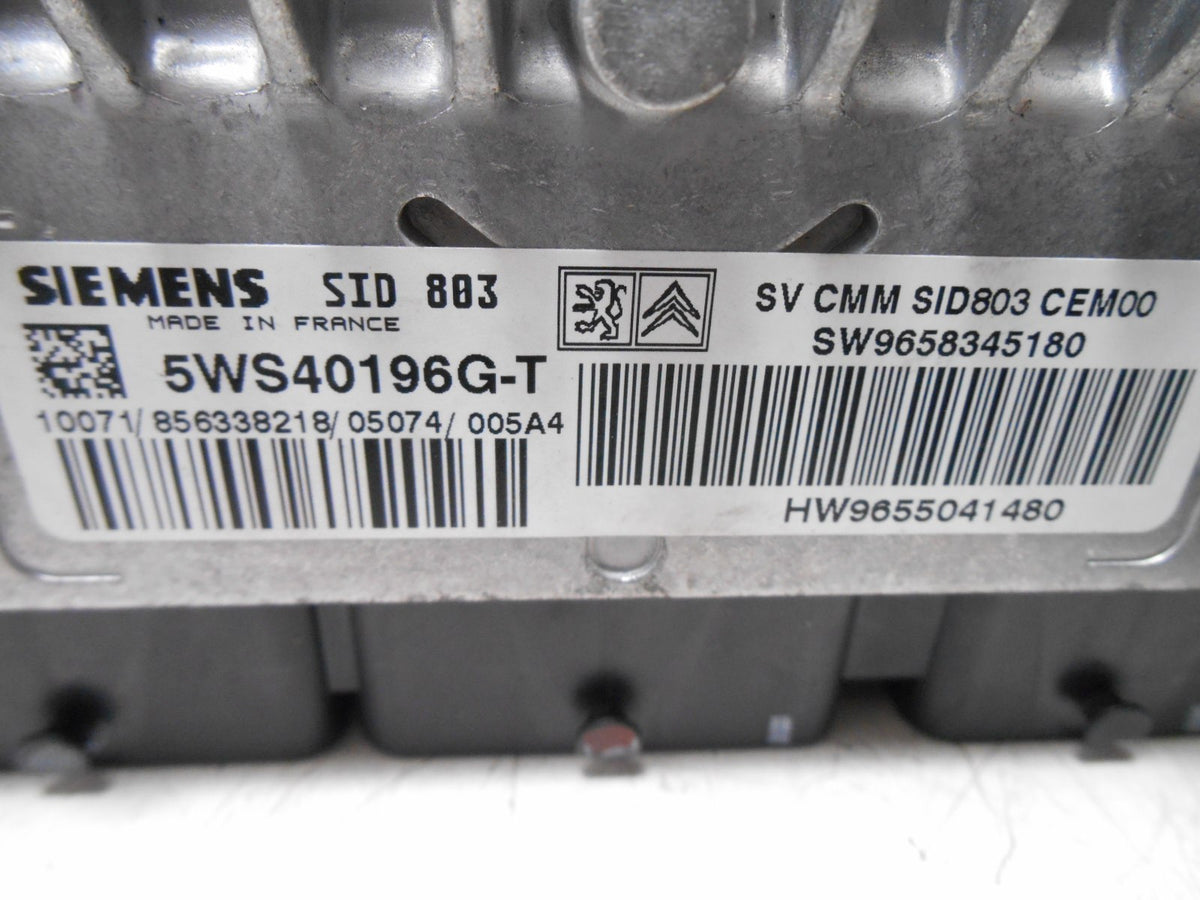 SIEMENS SID 803
MADE IN FRANCE
5WS40196G-T
10071/ 856338218/ 05074/ 005A4
SV CMM SID803 CEM00
SW9658345180
HW9655041480